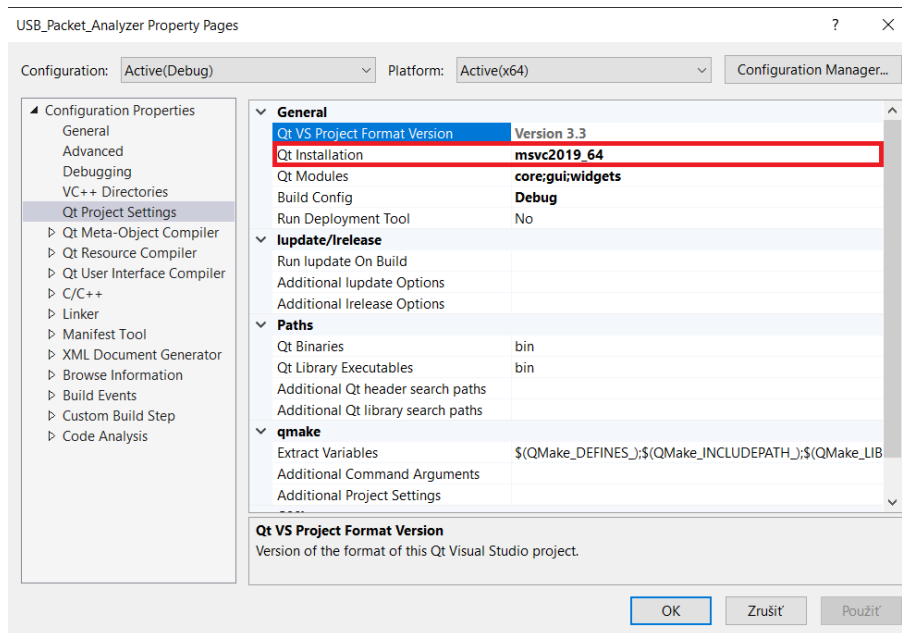 USB_Packet_Analyzer Property Pages
Configuration: Active(Debug) Platform: Active(x64) Configuration Manager...
Configuration Properties
General
Advanced
Debugging
VC++ Directories
Qt Project Settings
Qt Meta-Object Compiler
Qt Resource Compiler
Qt User Interface Compiler
C/C++
Linker
Manifest Tool
XML Document Generator
Browse Information
Build Events
Custom Build Step
Code Analysis
General
Qt VS Project Format Version Version 3.3
Qt Installation msvc2019_64
Qt Modules core;gui;widgets
Build Config Debug
Run Deployment Tool No
lupdate/lrelease
Run lupdate On Build
Additional lupdate Options
Additional lrelease Options
Paths
Qt Binaries bin
Qt Library Executables bin
Additional Qt header search paths
Additional Qt library search paths
qmake
Extract Variables $(QMake_DEFINES_);$(QMake_INCLUDEPATH_);$(QMake_LIB
Additional Command Arguments
Additional Project Settings
Qt VS Project Format Version
Version of the format of this Qt Visual Studio project.
OK Zrušiť Použiť